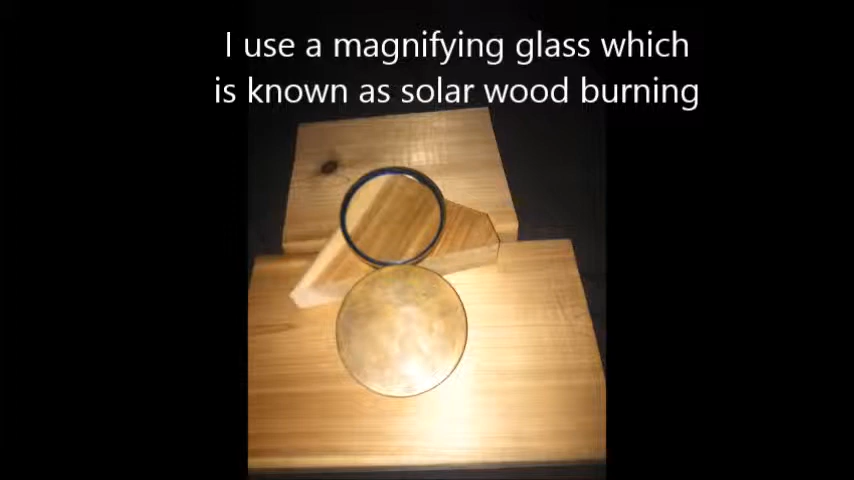 I use a magnifying glass which
is known as solar wood burning